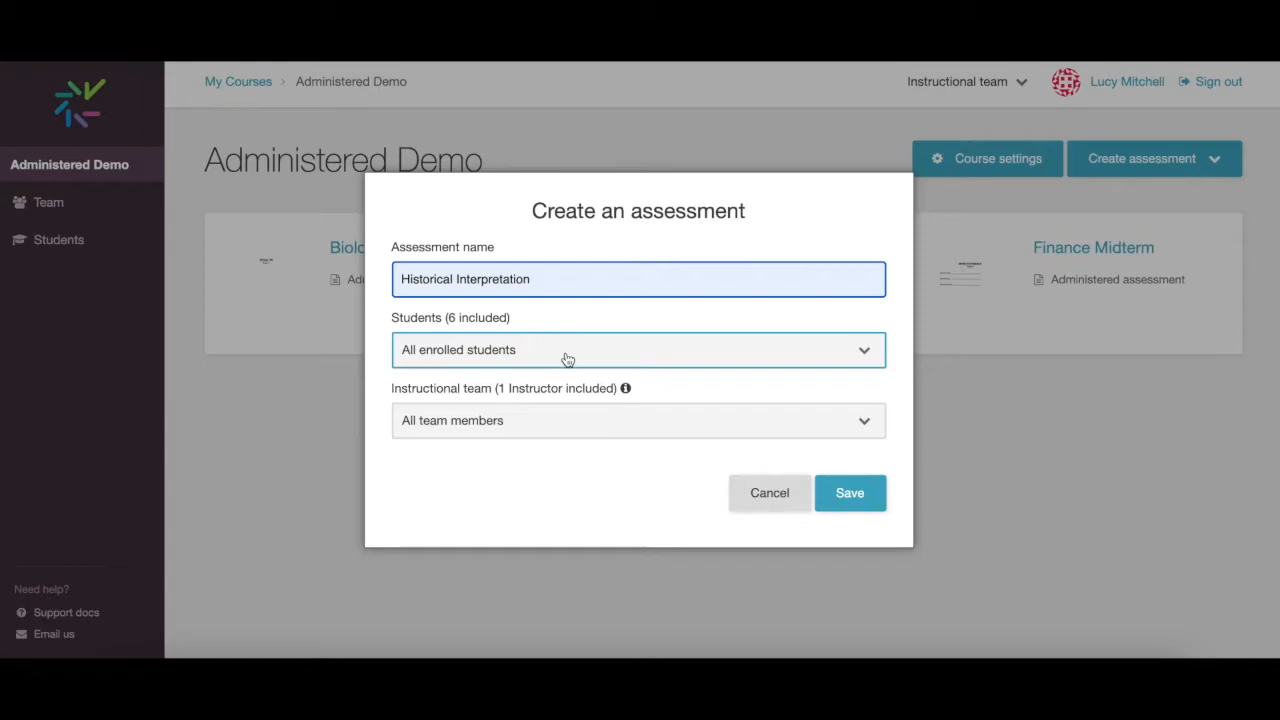 My Courses > Administered Demo
Instructional team
Lucy Mitchell
Sign out
Administered Demo
Team
Students
Need help?
Support docs
Email us
Administered Demo
Course settings
Create assessment
Biolo
Ad
Finance Midterm
Administered assessment
Create an assessment
Assessment name
Historical Interpretation
Students (6 included)
All enrolled students
Instructional team (1 Instructor included)
All team members
Cancel
Save